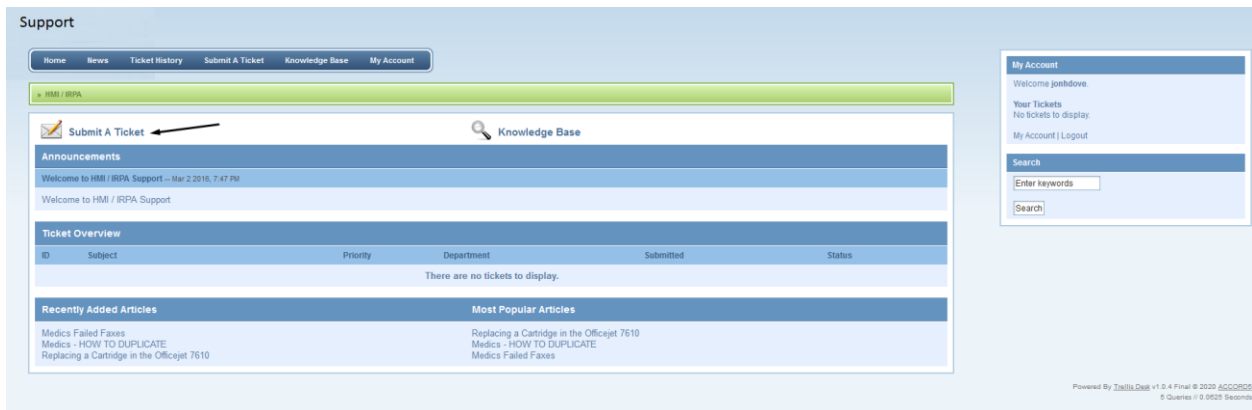 Support
Home News Ticket History Submit A Ticket Knowledge Base My Account
» HMI / IRPA
Submit A Ticket
Knowledge Base
Announcements
Welcome to HMI / IRPA Support -- Mar 2 2016, 7:47 PM
Welcome to HMI / IRPA Support
Ticket Overview
ID Subject Priority Department Submitted Status
There are no tickets to display.
Recently Added Articles
Medics Failed Faxes
Medics - HOW TO DUPLICATE
Replacing a Cartridge in the Officejet 7610
Most Popular Articles
Replacing a Cartridge in the Officejet 7610
Medics - HOW TO DUPLICATE
Medics Failed Faxes
My Account
Welcome jonhdove.
Your Tickets
No tickets to display.
My Account | Logout
Search
Enter keywords
Search
Powered By Trellis Desk v1.0.4 Final © 2020 ACCORD5
5 Queries // 0.0625 Seconds